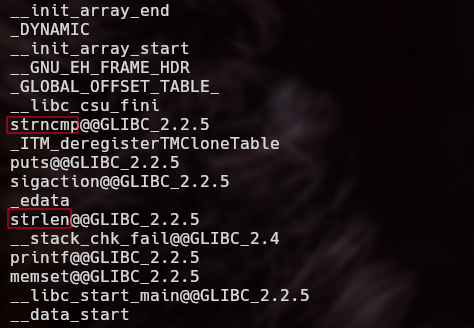 __init_array_end
_DYNAMIC
__init_array_start
__GNU_EH_FRAME_HDR
_GLOBAL_OFFSET_TABLE_
__libc_csu_fini
strncmp@@GLIBC_2.2.5
_ITM_deregisterTMCloneTable
puts@@GLIBC_2.2.5
sigaction@@GLIBC_2.2.5
_edata
strlen@@GLIBC_2.2.5
__stack_chk_fail@@GLIBC_2.4
printf@@GLIBC_2.2.5
memset@@GLIBC_2.2.5
__libc_start_main@@GLIBC_2.2.5
__data_start